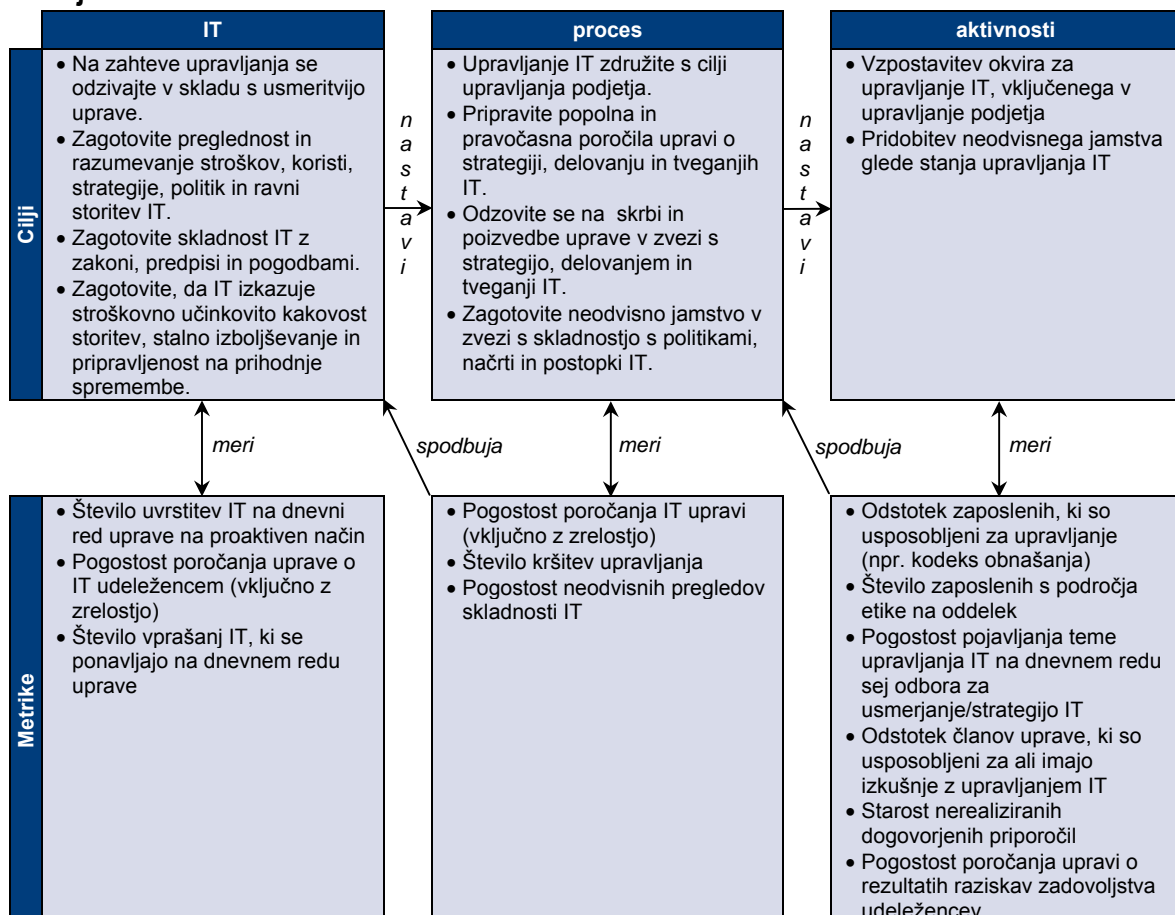 IT
proces
aktivnosti
Cilji
• Na zahteve upravljanja se
odzivajte v skladu s usmeritvijo
uprave.
• Zagotovite preglednost in
razumevanje stroškov, koristi,
strategije, politik in ravni
storitev IT.
• Zagotovite skladnost IT z
zakoni, predpisi in pogodbami.
• Zagotovite, da IT izkazuje
stroškovno učinkovito kakovost
storitev, stalno izboljševanje in
pripravljenost na prihodnje
spremembe.
nastavi
• Upravljanje IT združite s cilji
upravljanja podjetja.
• Pripravite popolna in
pravočasna poročila upravi o
strategiji, delovanju in tveganjih
IT.
• Odzovite se na skrbi in
poizvedbe uprave v zvezi s
strategijo, delovanjem in
tveganji IT.
• Zagotovite neodvisno jamstvo v
zvezi s skladnostjo s politikami,
načrti in postopki IT.
nastavi
• Vzpostavitev okvira za
upravljanje IT, vključenega v
upravljanje podjetja
• Pridobitev neodvisnega jamstva
glede stanja upravljanja IT
meri
spodbuja
meri
spodbuja
meri
Metrike
• Število uvrstitev IT na dnevni
red uprave na proaktiven način
• Pogostost poročanja uprave o
IT udeležencem (vključno z
zrelostjo)
• Število vprašanj IT, ki se
ponavljajo na dnevnem redu
uprave
• Pogostost poročanja IT upravi
(vključno z zrelostjo)
• Število kršitev upravljanja
• Pogostost neodvisnih pregledov
skladnosti IT
• Odstotek zaposlenih, ki so
usposobljeni za upravljanje
(npr. kodeks obnašanja)
• Število zaposlenih s področja
etike na oddelek
• Pogostost pojavljanja teme
upravljanja IT na dnevnem redu
sej odbora za
usmerjanje/strategijo IT
• Odstotek članov uprave, ki so
usposobljeni za ali imajo
izkušnje z upravljanjem IT
• Starost nerealiziranih
dogovorjenih priporočil
• Pogostost poročanja upravi o
rezultatih raziskav zadovoljstva
udeležencev